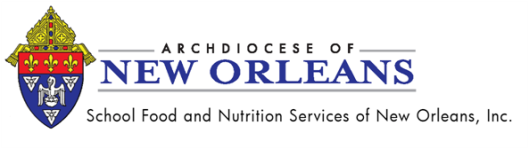 ARCHDIOCESE OF
NEW ORLEANS
School Food and Nutrition Services of New Orleans, Inc.